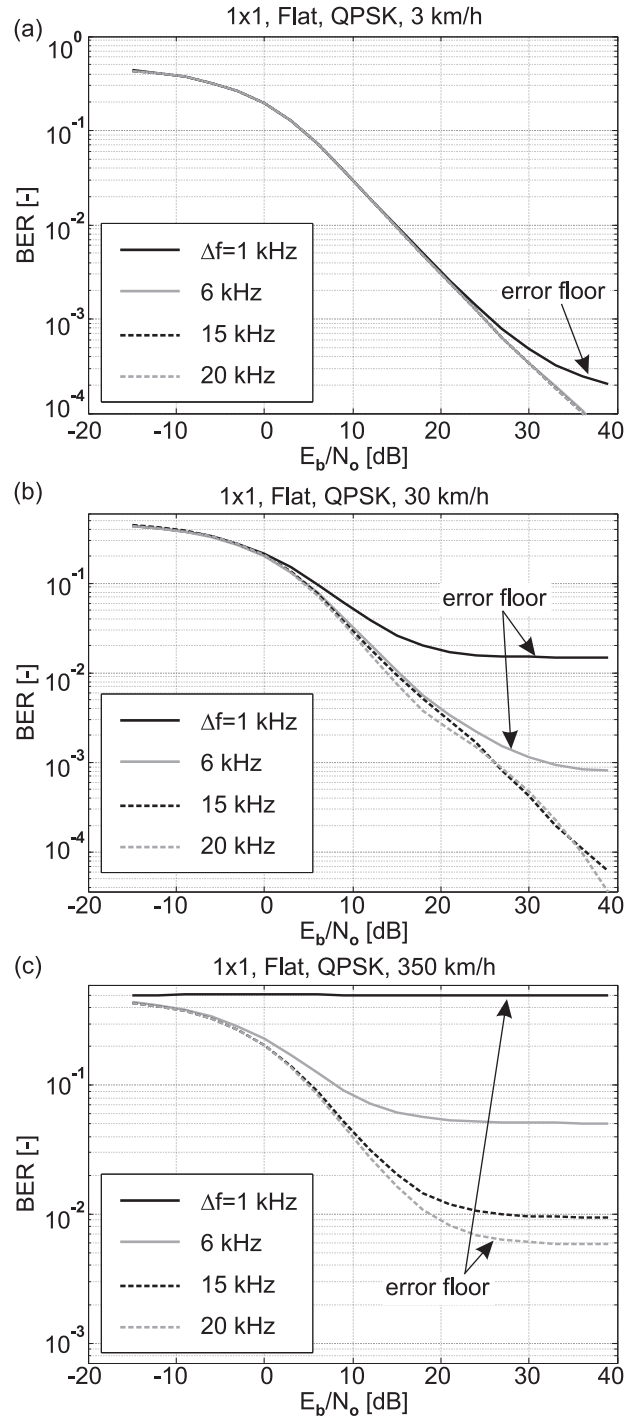 (a)
1x1, Flat, QPSK, 3 km/h
10^0
10^-1
10^-2
10^-3
10^-4
BER [-]
Δf=1 kHz
6 kHz
15 kHz
20 kHz
error floor
-20 -10 0 10 20 30 40
E_b/N_o [dB]
(b)
1x1, Flat, QPSK, 30 km/h
10^-1
10^-2
10^-3
10^-4
BER [-]
error floor
Δf=1 kHz
6 kHz
15 kHz
20 kHz
-20 -10 0 10 20 30 40
E_b/N_o [dB]
(c)
1x1, Flat, QPSK, 350 km/h
10^-1
10^-2
10^-3
BER [-]
Δf=1 kHz
6 kHz
15 kHz
20 kHz
error floor
-20 -10 0 10 20 30 40
E_b/N_o [dB]